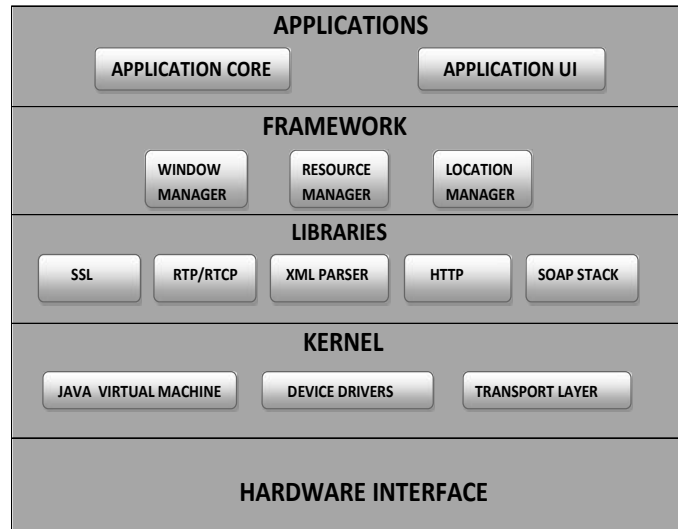 APPLICATIONS
APPLICATION CORE
APPLICATION UI
FRAMEWORK
WINDOW
MANAGER
RESOURCE
MANAGER
LOCATION
MANAGER
LIBRARIES
SSL
RTP/RTCP
XML PARSER
HTTP
SOAP STACK
KERNEL
JAVA VIRTUAL MACHINE
DEVICE DRIVERS
TRANSPORT LAYER
HARDWARE INTERFACE